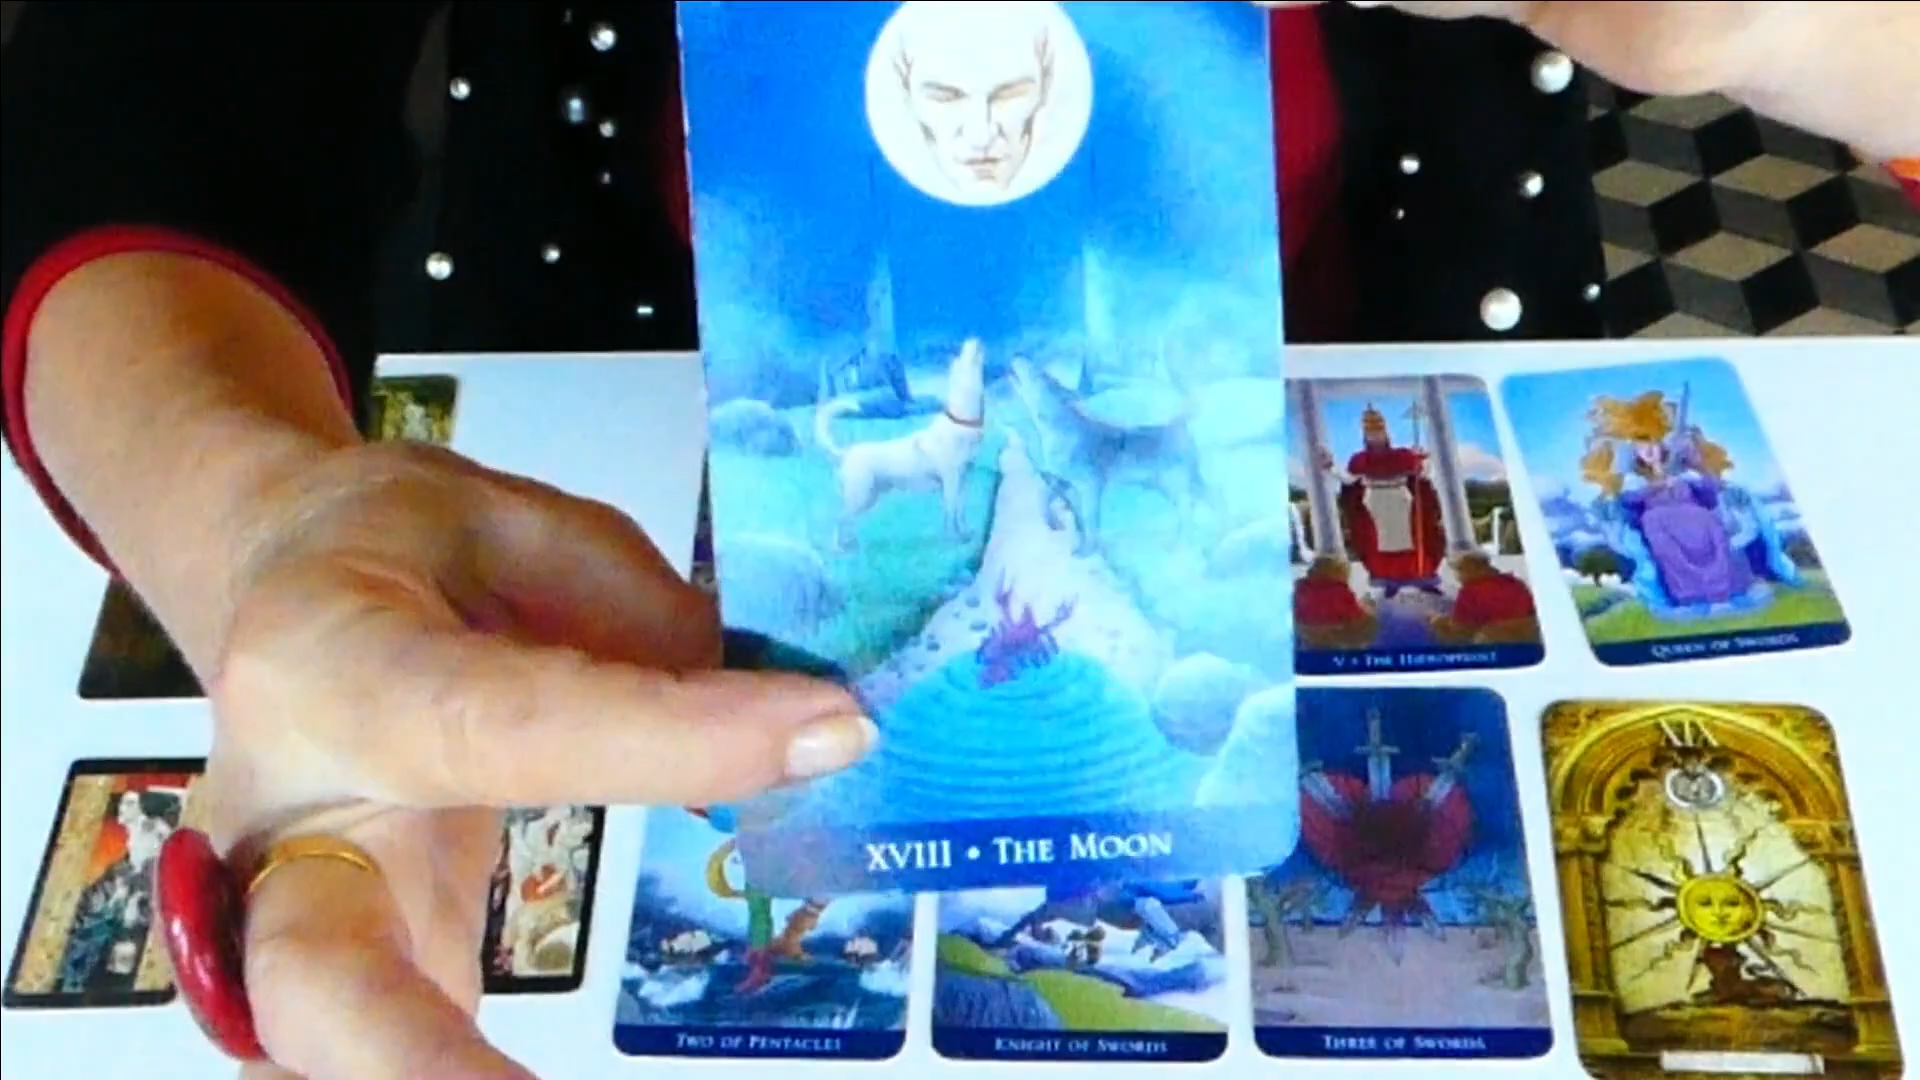 XVIII • THE MOON
V • THE HIEROPHANT
QUEEN OF SWORDS
XIX
TWO OF PENTACLES
KNIGHT OF SWORDS
THREE OF SWORDS